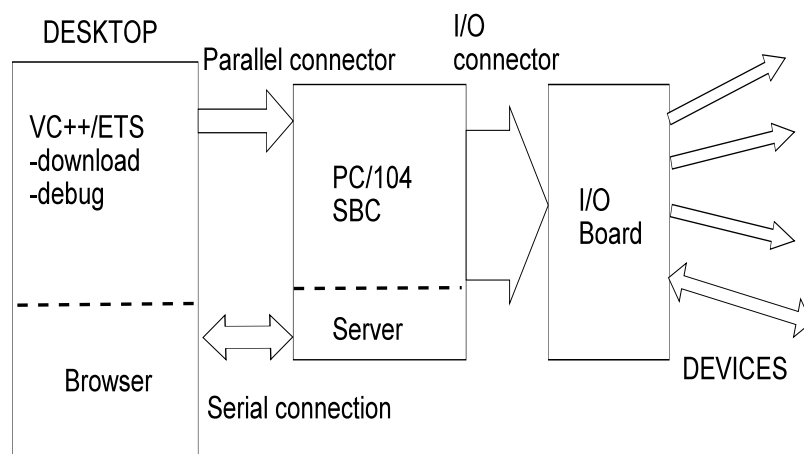 DESKTOP
VC++/ETS
-download
-debug
Browser
Parallel connector
Serial connection
PC/104
SBC
Server
I/O
connector
I/O
Board
DEVICES